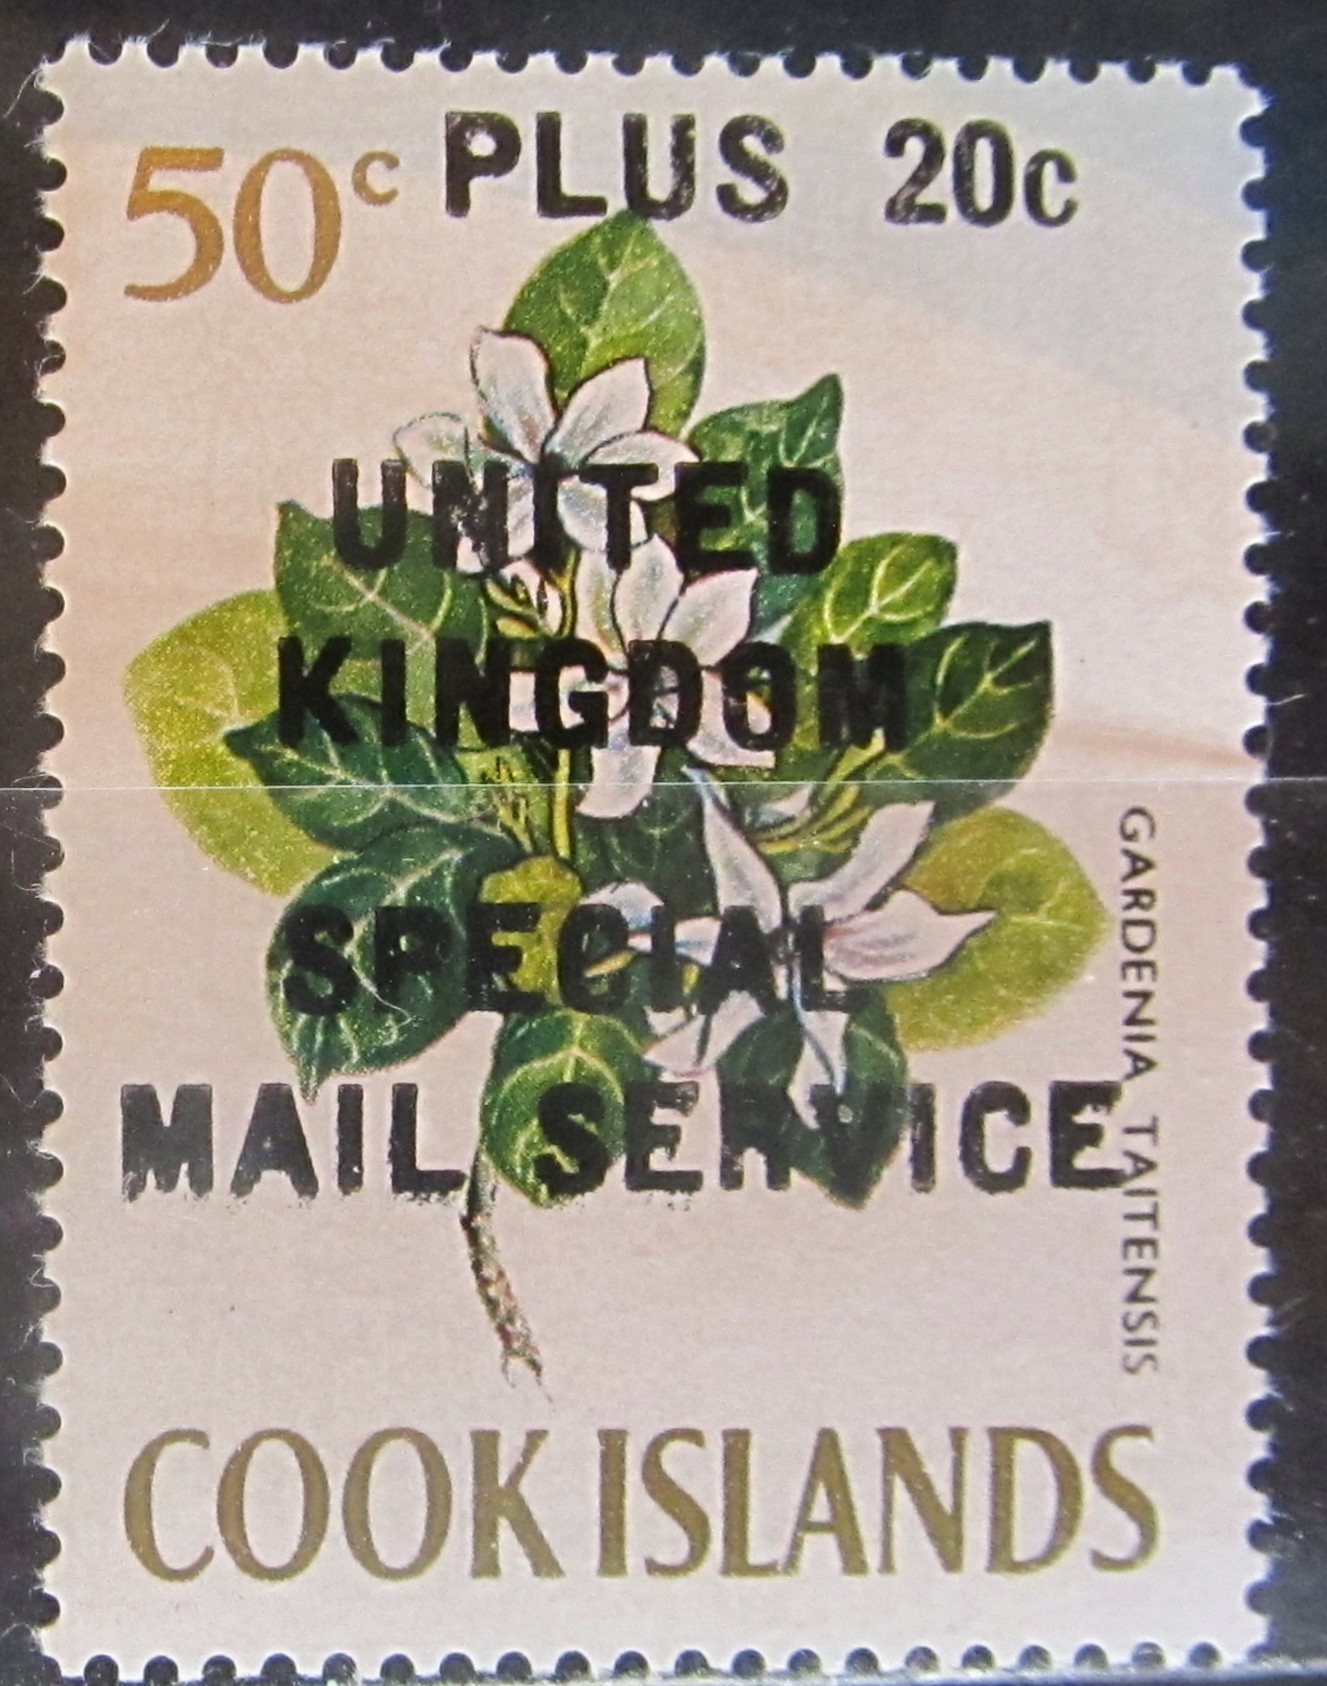 50c PLUS 20c
UNITED
KINGDOM
SPECIAL
MAIL SERVICE
GARDENIA TAITENSIS
COOK ISLANDS